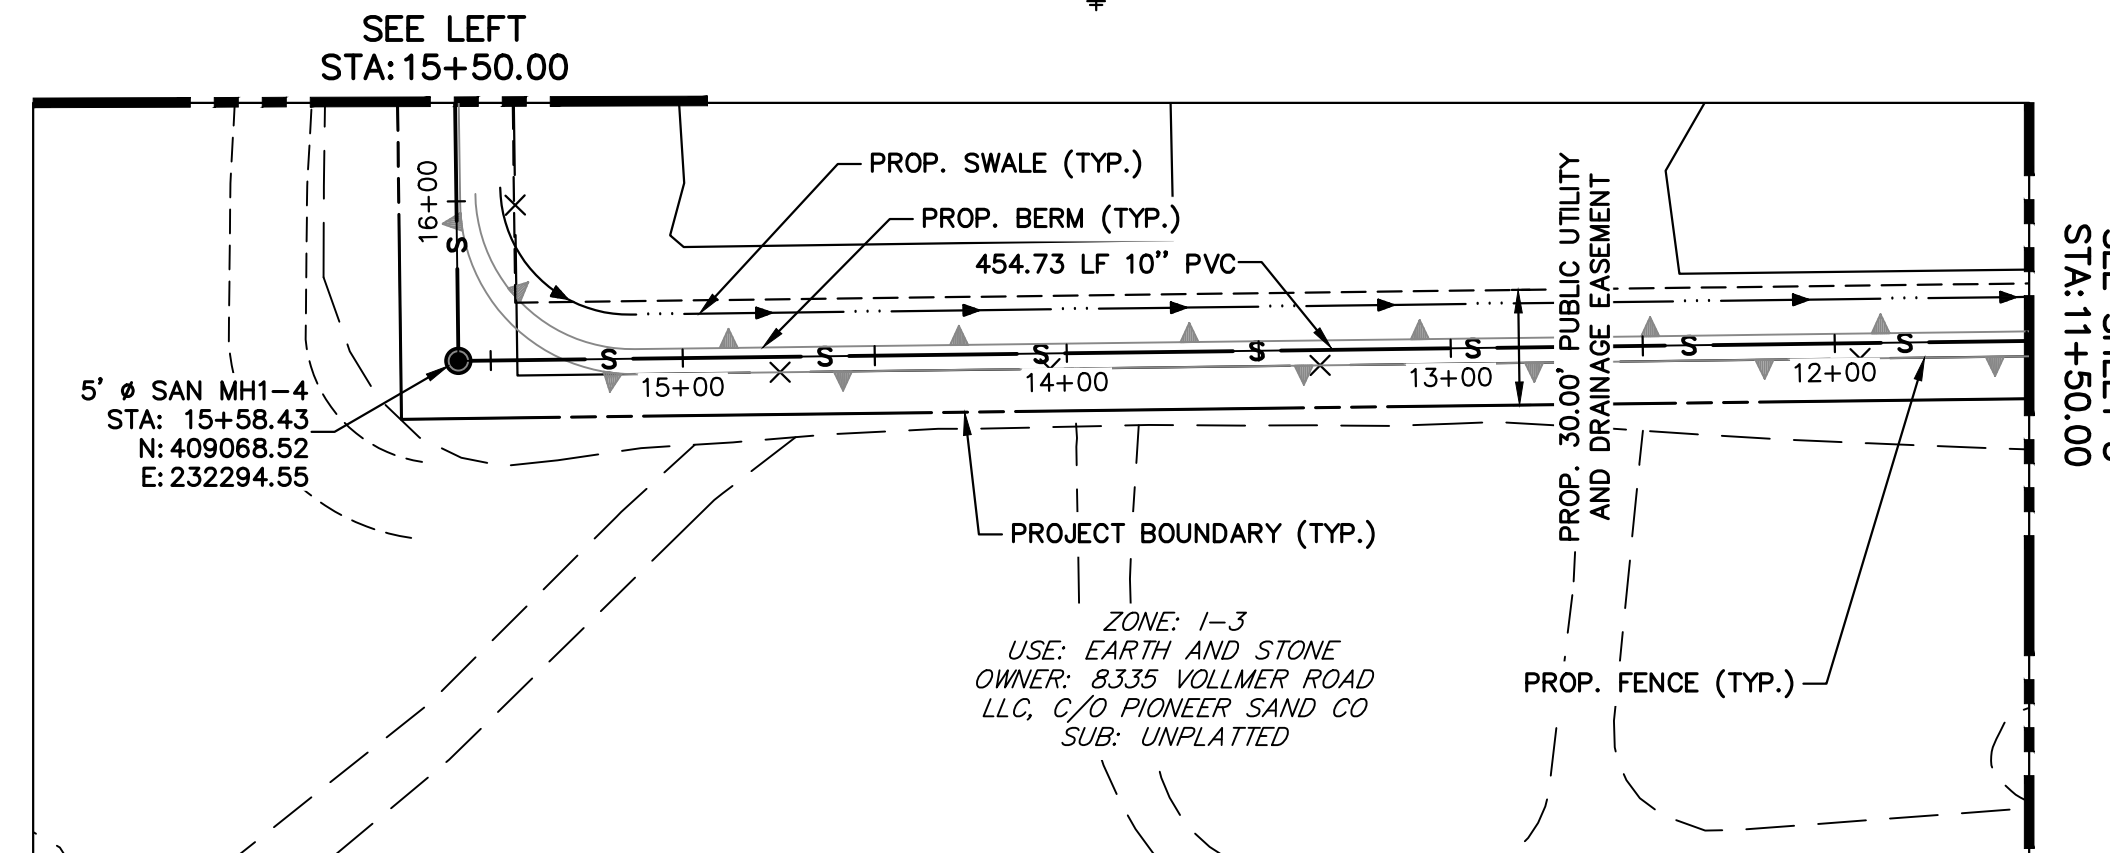 SEE LEFT
STA: 15+50.00
16+00
PROP. SWALE (TYP.)
PROP. BERM (TYP.)
454.73 LF 10" PVC
PROP. 30.00' PUBLIC UTILITY
AND DRAINAGE EASEMENT
STA: 11+50.00
S
S
S
S
S
S
S
S
15+00
14+00
13+00
12+00
5' ø SAN MH1-4
STA: 15+58.43
N: 409068.52
E: 232294.55
PROJECT BOUNDARY (TYP.)
ZONE: I-3
USE: EARTH AND STONE
OWNER: 8335 VOLLMER ROAD
LLC, C/O PIONEER SAND CO
SUB: UNPLATTED
PROP. FENCE (TYP.)